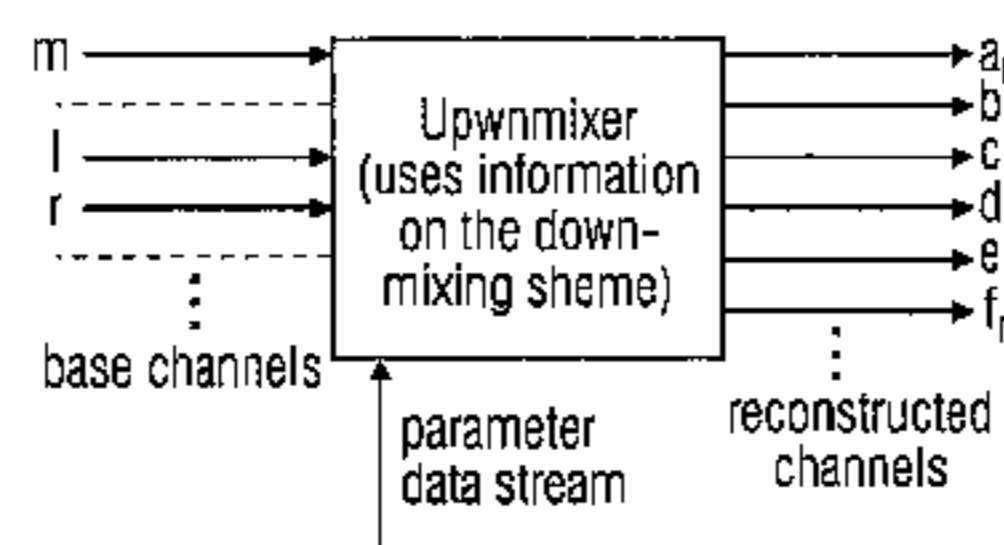 m
l
r
base channels
Upwnmixer
(uses information
on the down-
mixing sheme)
parameter
data stream
a
b
c
d
e
f
reconstructed
channels